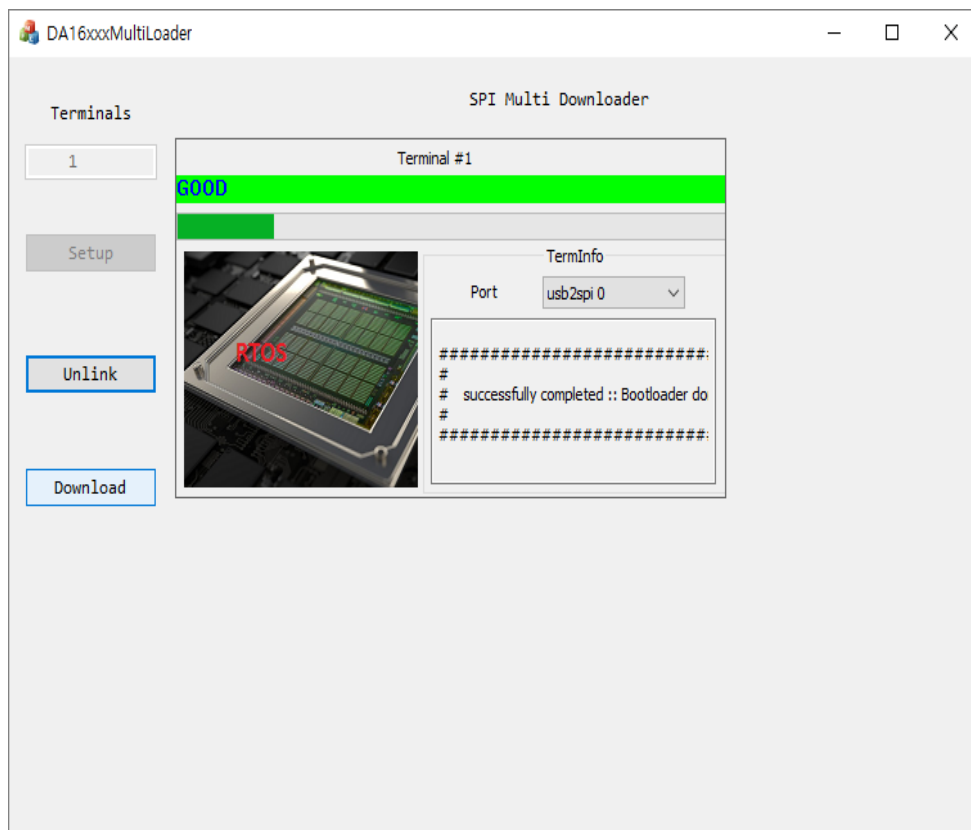 DA16xxxMultiLoader
SPI Multi Downloader
Terminals
1
Setup
Unlink
Download
Terminal #1
GOOD
RTOS
TermInfo
Port
usb2spi 0
##########################
#
# successfully completed :: Bootloader do
#
##########################